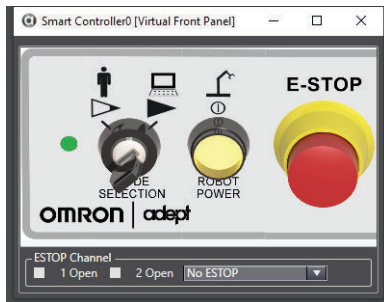 Smart Controller0 [Virtual Front Panel]
E-STOP
DE
SELECTION
ROBOT
POWER
OMRON | adept
ESTOP Channel
1 Open 2 Open No ESTOP